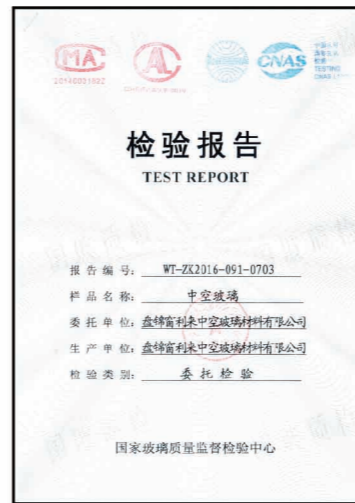 MA
CNAS
检验报告
TEST REPORT
报告编号： WT-ZK2016-091-0703
样品名称： 中空玻璃
委托单位： 盘锦富利来中空玻璃材料有限公司
生产单位： 盘锦富利来中空玻璃材料有限公司
检验类别： 委托检验
国家玻璃质量监督检验中心